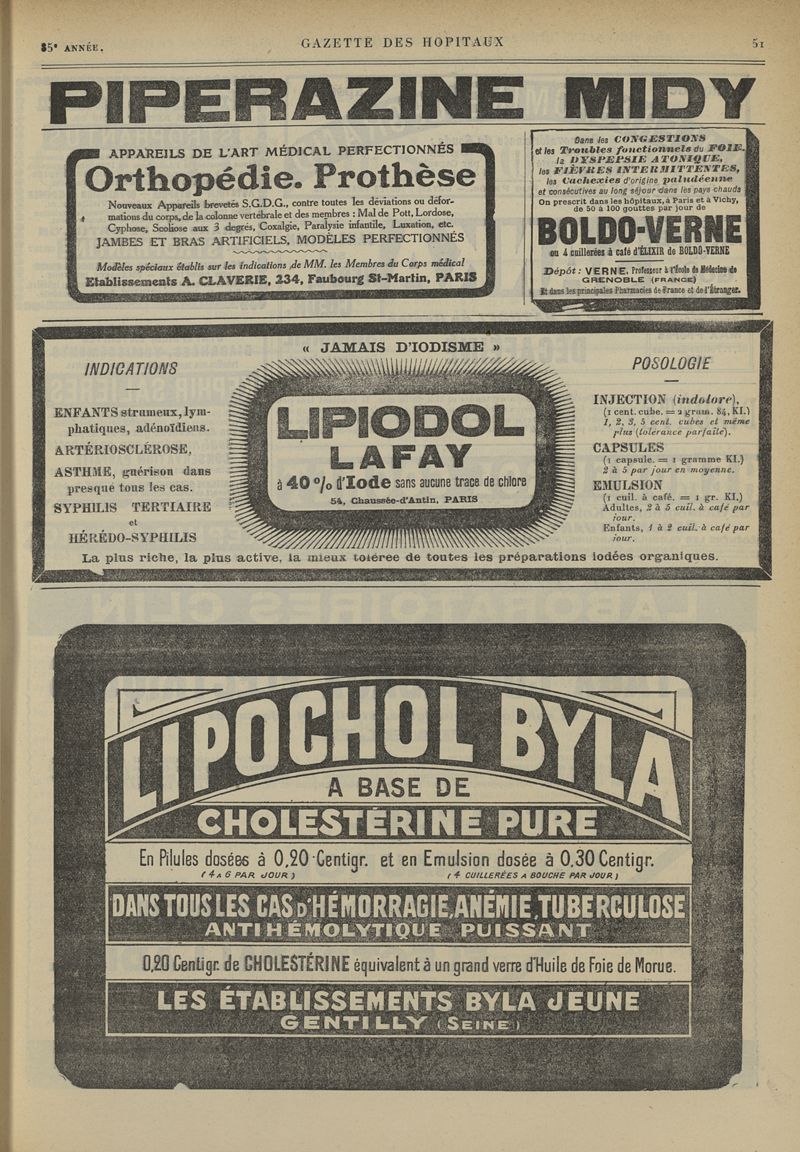 85e ANNÉE.
GAZETTE DES HOPITAUX
51
PIPERAZINE MIDY
APPAREILS DE L'ART MÉDICAL PERFECTIONNÉS
Orthopédie. Prothèse
Nouveaux Appareils brevetés S.G.D.G., contre toutes les déviations ou défor-
mations du corps, de la colonne vertébrale et des membres : Mal de Pott, Lordose,
Cyphose, Scoliose aux 3 degrés, Coxalgie, Paralysie infantile, Luxation, etc.
JAMBES ET BRAS ARTIFICIELS, MODÈLES PERFECTIONNÉS
Modèles spéciaux établis sur les indications de MM. les Membres du Corps médical
Etablissements A. CLAVERIE, 234, Faubourg St-Martin, PARIS
Dans les CONGESTIONS
et les Troubles fonctionnels du FOIE,
la DYSPEPSIE ATONIQUE,
les FIÈVRES INTERMITTENTES,
les Cachexies d'origine paludéenne
et consécutives au long séjour dans les pays chauds
On prescrit dans les hôpitaux, à Paris et à Vichy,
de 50 à 100 gouttes par jour de
BOLDO-VERNE
ou 4 cuillerées à café d'ÉLIXIR de BOLDO-VERNE
Dépôt : VERNE, Professeur à l'École de Médecine de
GRENOBLE (FRANCE)
Et dans les principales Pharmacies de France et de l'Étranger.
« JAMAIS D'IODISME »
INDICATIONS
ENFANTS strumeux, lym-
phatiques, adénoïdiens.
ARTÉRIOSCLÉROSE,
ASTHME, guérison dans
presque tous les cas.
SYPHILIS TERTIAIRE
et
HÉRÉDO-SYPHILIS
LIPIODOL
LAFAY
à 40 % d'Iode sans aucune trace de chlore
54, Chaussée-d'Antin, PARIS
POSOLOGIE
INJECTION (indolore),
(1 cent. cube. = 2 gram. 84, KI.)
1, 2, 3, 5 cent. cubes et même
plus (tolérance parfaite).
CAPSULES
(1 capsule. = 1 gramme KI.)
2 à 5 par jour en moyenne.
EMULSION
(1 cuil. à café. = 1 gr. KI.)
Adultes, 2 à 5 cuil. à café par
jour.
Enfants, 1 à 2 cuil. à café par
jour.
La plus riche, la plus active, la mieux tolérée de toutes les préparations iodées organiques.
LIPOCHOL BYLA
A BASE DE
CHOLESTÉRINE PURE
En Pilules dosées à 0,20 Centigr. et en Emulsion dosée à 0,30 Centigr.
(4 A 6 PAR JOUR) (4 CUILLERÉES A BOUCHE PAR JOUR)
DANS TOUS LES CAS D'HÉMORRAGIE, ANÉMIE, TUBERCULOSE
ANTIHÉMOLYTIQUE PUISSANT
0,20 Centigr. de CHOLESTÉRINE équivalent à un grand verre d'Huile de Foie de Morue.
LES ÉTABLISSEMENTS BYLA JEUNE
GENTILLY (SEINE)